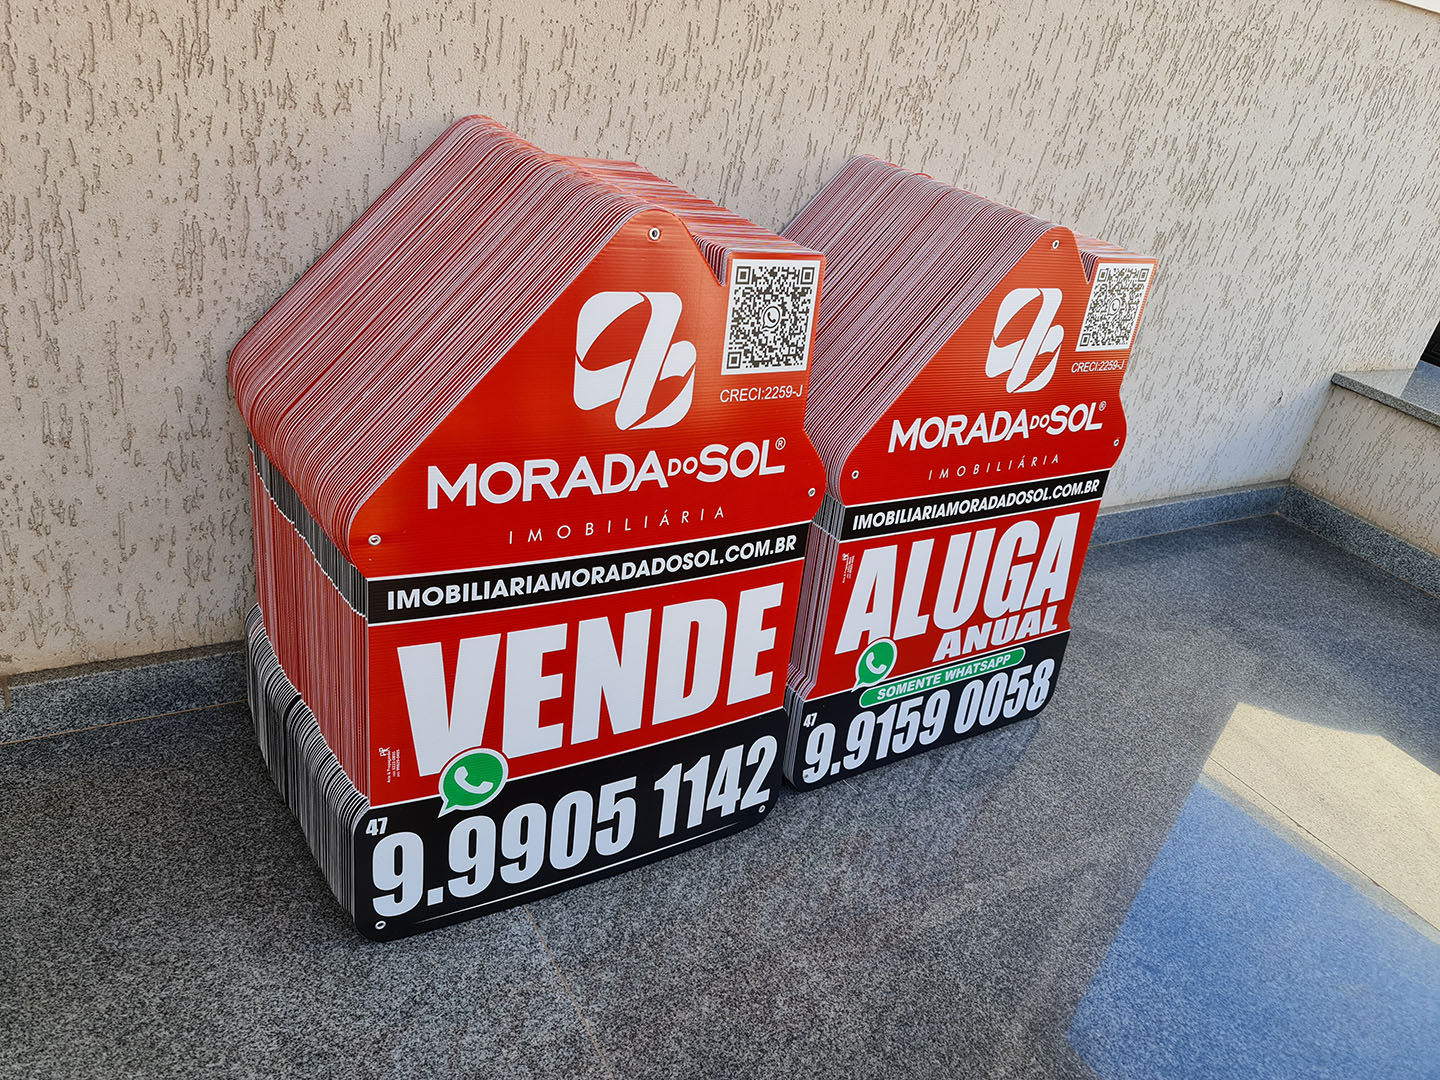 CRECI:2259-J
MORADA DO SOL®
IMOBILIÁRIA
IMOBILIARIAMORADADOSOL.COM.BR
VENDE
47
9.9905 1142
CRECI:2259-J
MORADA DO SOL®
IMOBILIÁRIA
IMOBILIARIAMORADADOSOL.COM.BR
ALUGA
ANUAL
SOMENTE WHATSAPP
47
9.9159 0058